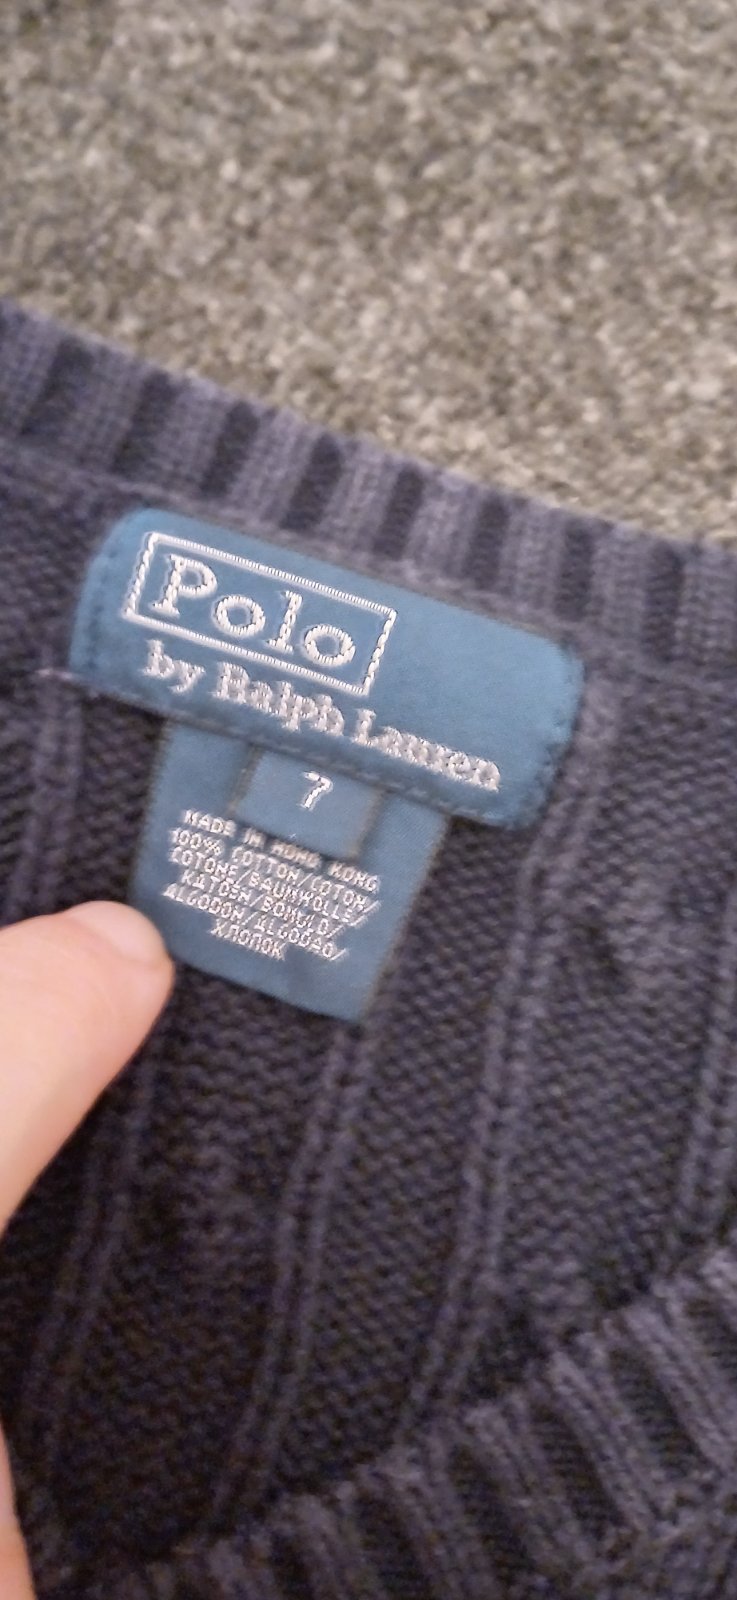 Polo
by Ralph Lauren
7
MADE IN HONG KONG
100% COTTON/COTON/
COTONE/BAUMWOLLE/
KATOEN/BOMULD/
ALGODON/ALGODAO/
ХЛОПОК